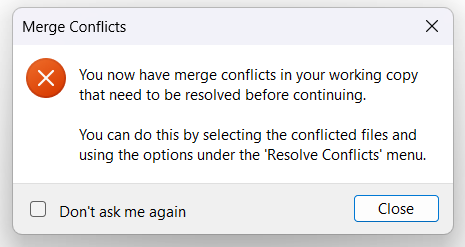 Merge Conflicts
You now have merge conflicts in your working copy
that need to be resolved before continuing.
You can do this by selecting the conflicted files and
using the options under the 'Resolve Conflicts' menu.
Don't ask me again
Close